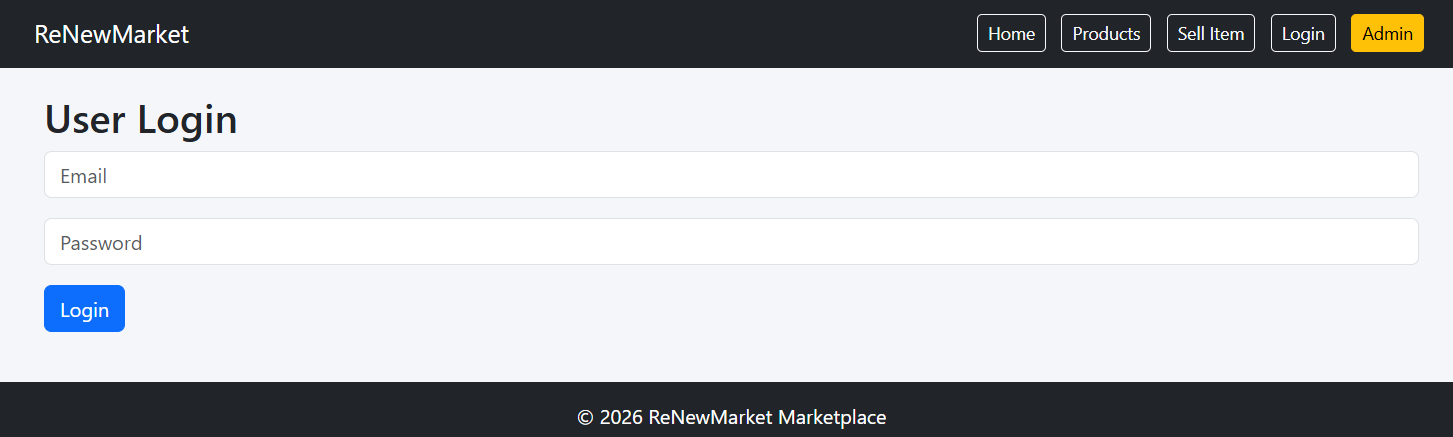 ReNewMarket Home Products Sell Item Login Admin
User Login
Email
Password
Login
© 2026 ReNewMarket Marketplace